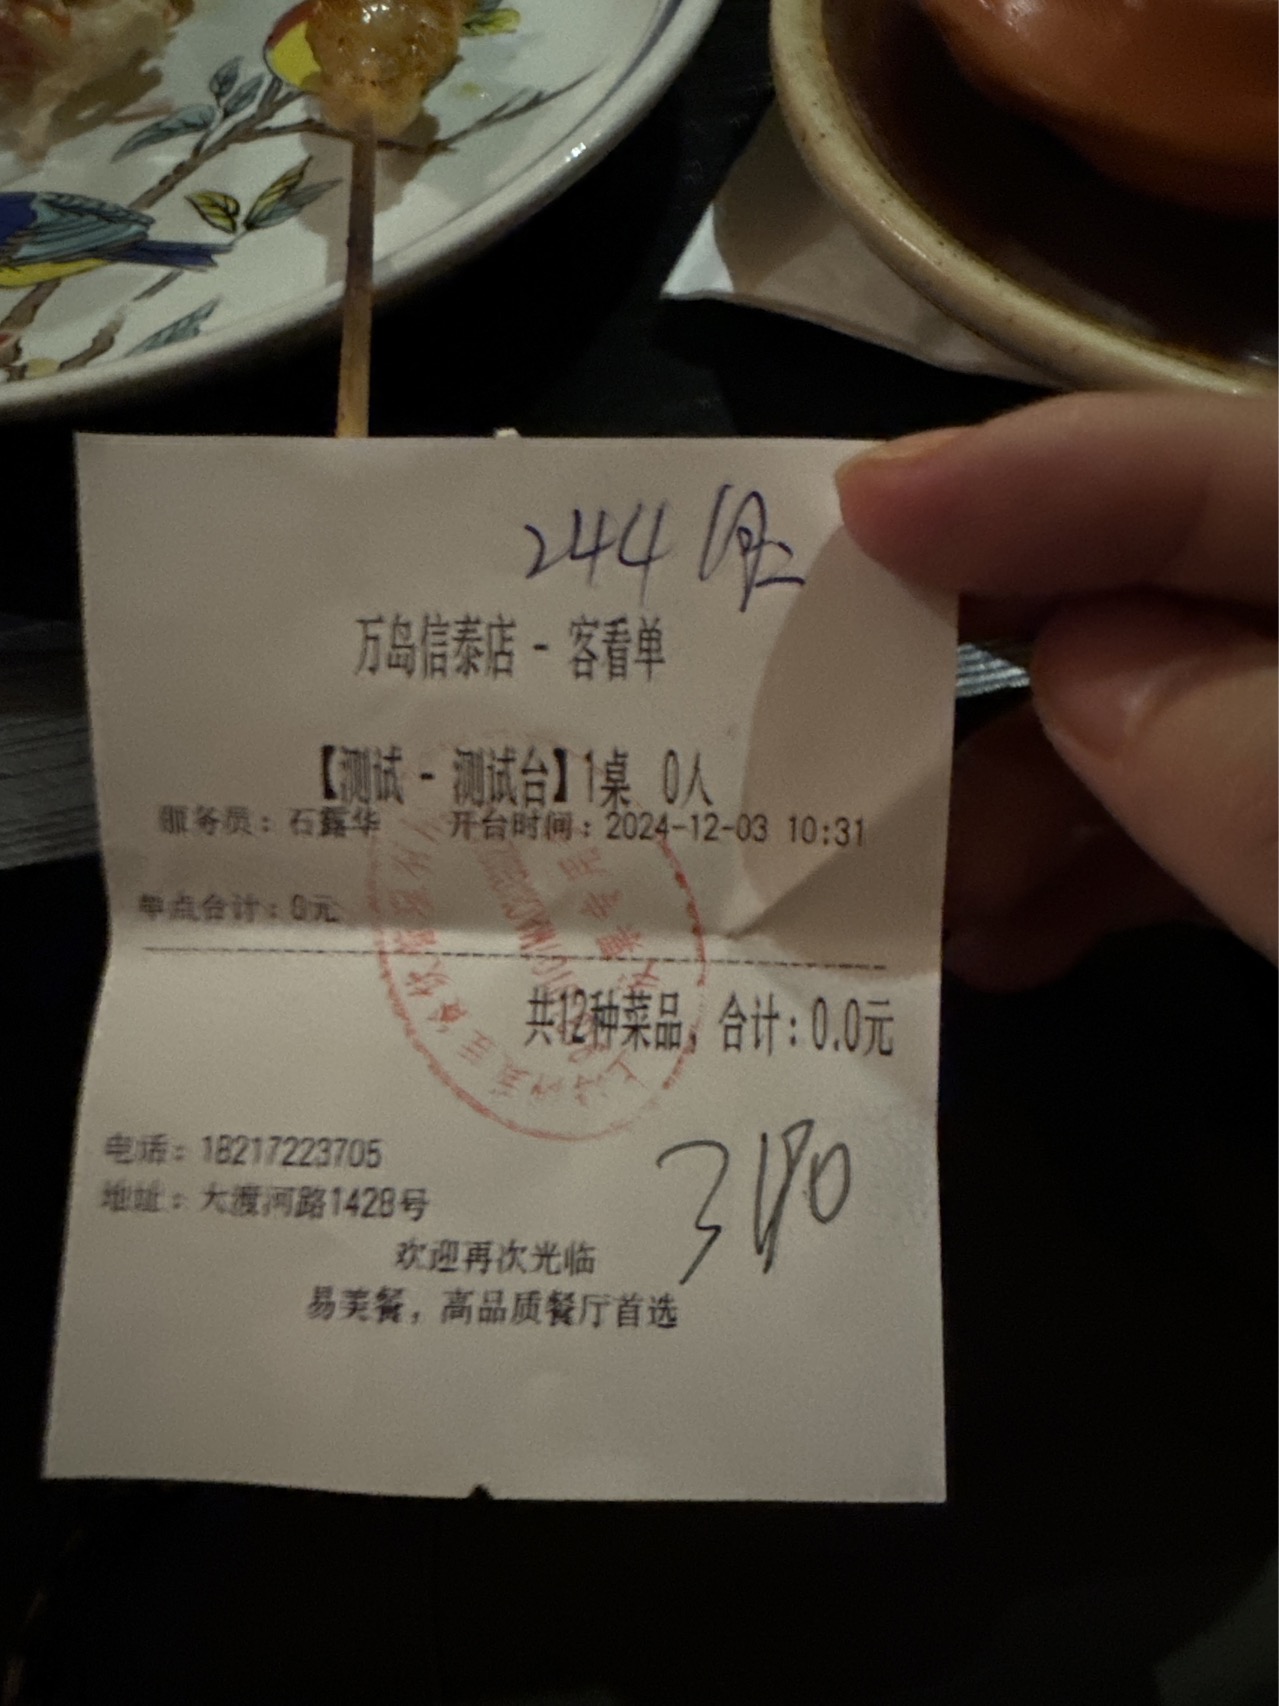 244
万岛信泰店 - 客看单
【测试 - 测试台】1桌 0人
服务员: 石露华 开台时间: 2024-12-03 10:31
单点合计: 0元
共12种菜品, 合计: 0.0元
电话: 18217223705
地址: 大渡河路1428号
欢迎再次光临
易美餐, 高品质餐厅首选